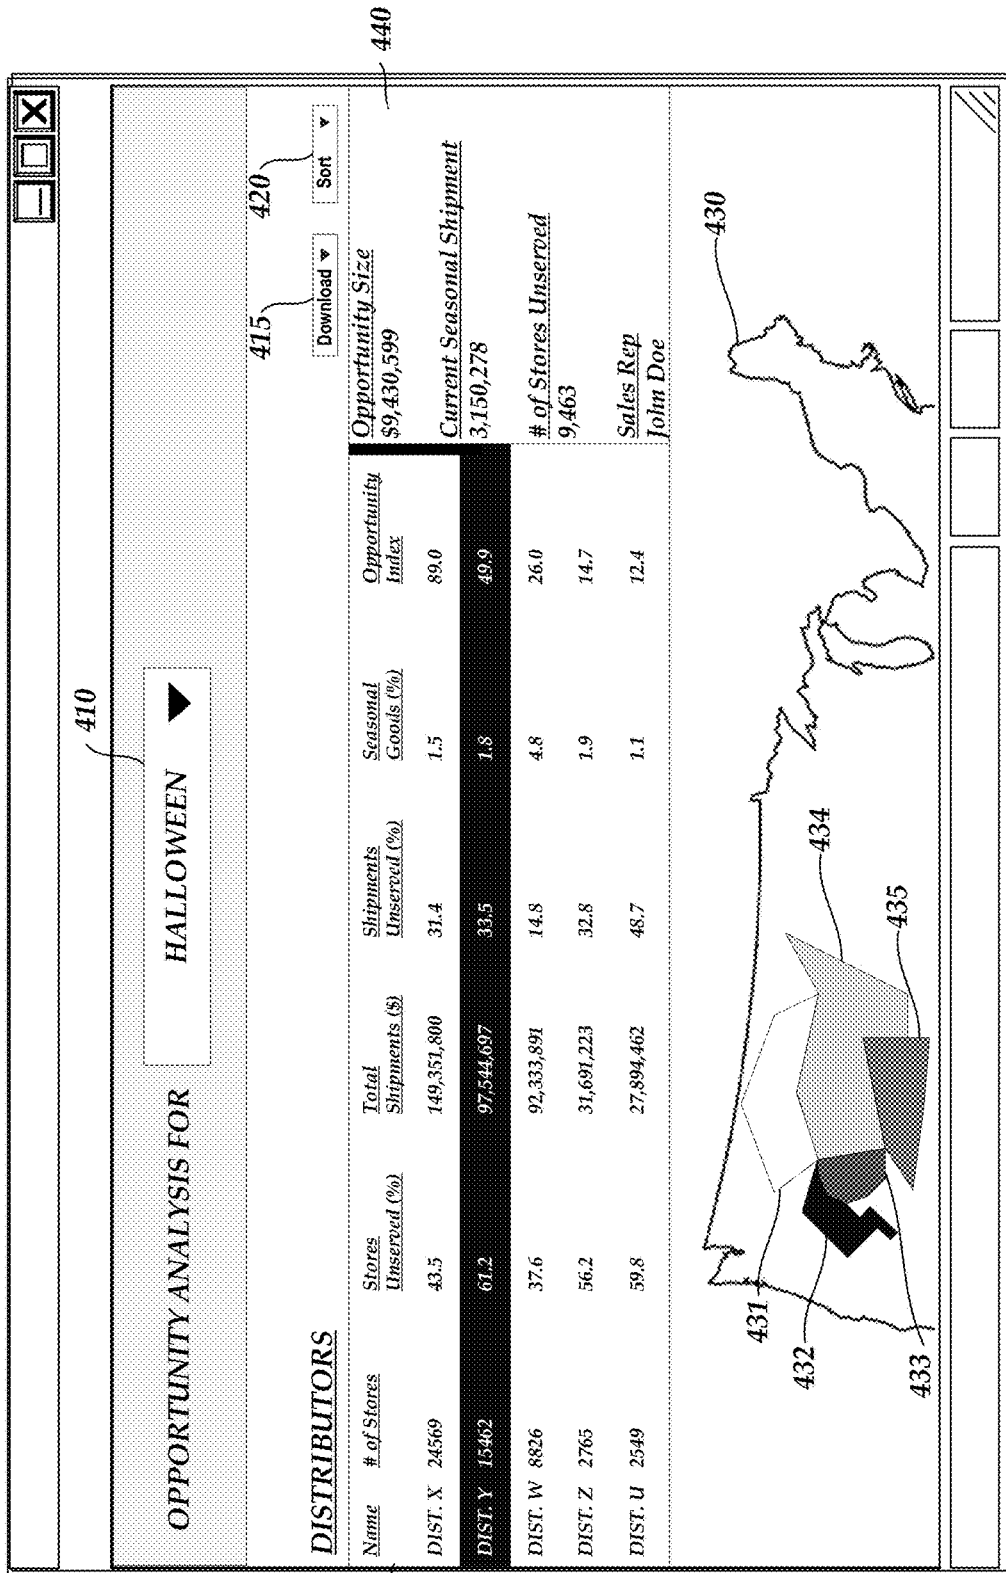 410
OPPORTUNITY ANALYSIS FOR HALLOWEEN
415 420
DISTRIBUTORS Download Sort
440
Name # of Stores Stores Unserved (%) Total Shipments ($) Shipments Unserved (%) Seasonal Goods (%) Opportunity Index
DIST. X 24569 43.5 149,351,800 31.4 1.5 89.0
DIST. Y 15462 61.2 97,544,697 33.5 1.8 49.9
DIST. W 8826 37.6 92,333,891 14.8 4.8 26.0
DIST. Z 2765 56.2 31,691,223 32.8 1.9 14.7
DIST. U 2549 59.8 27,894,462 48.7 1.1 12.4
Opportunity Size
$9,430,599
Current Seasonal Shipment
3,150,278
# of Stores Unserved
9,463
Sales Rep
John Doe
430
431
432
433
434
435